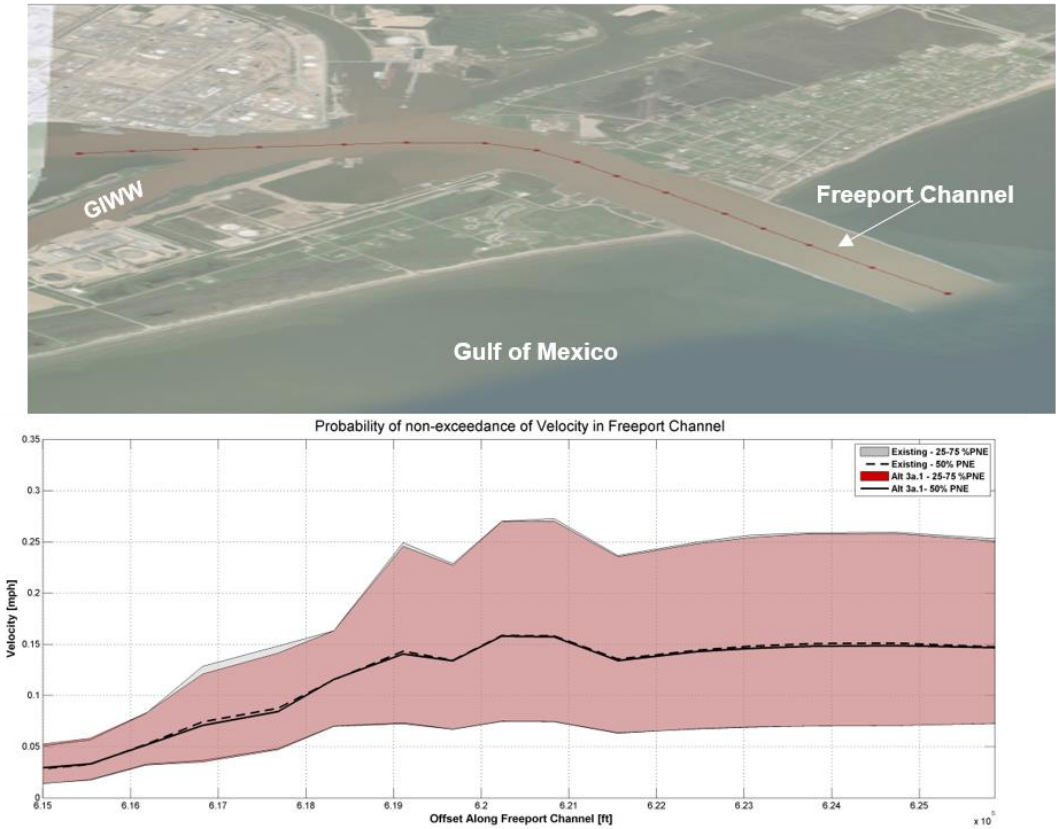 GIWW
Freeport Channel
Gulf of Mexico
Probability of non-exceedance of Velocity in Freeport Channel
0.35
0.3
0.25
0.2
0.15
0.1
0.05
0
Velocity [mph]
Existing - 25-75 %PNE
Existing - 50% PNE
Alt 3a.1 - 25-75 %PNE
Alt 3a.1- 50% PNE
6.15 6.16 6.17 6.18 6.19 6.2 6.21 6.22 6.23 6.24 6.25
x 10⁵
Offset Along Freeport Channel [ft]